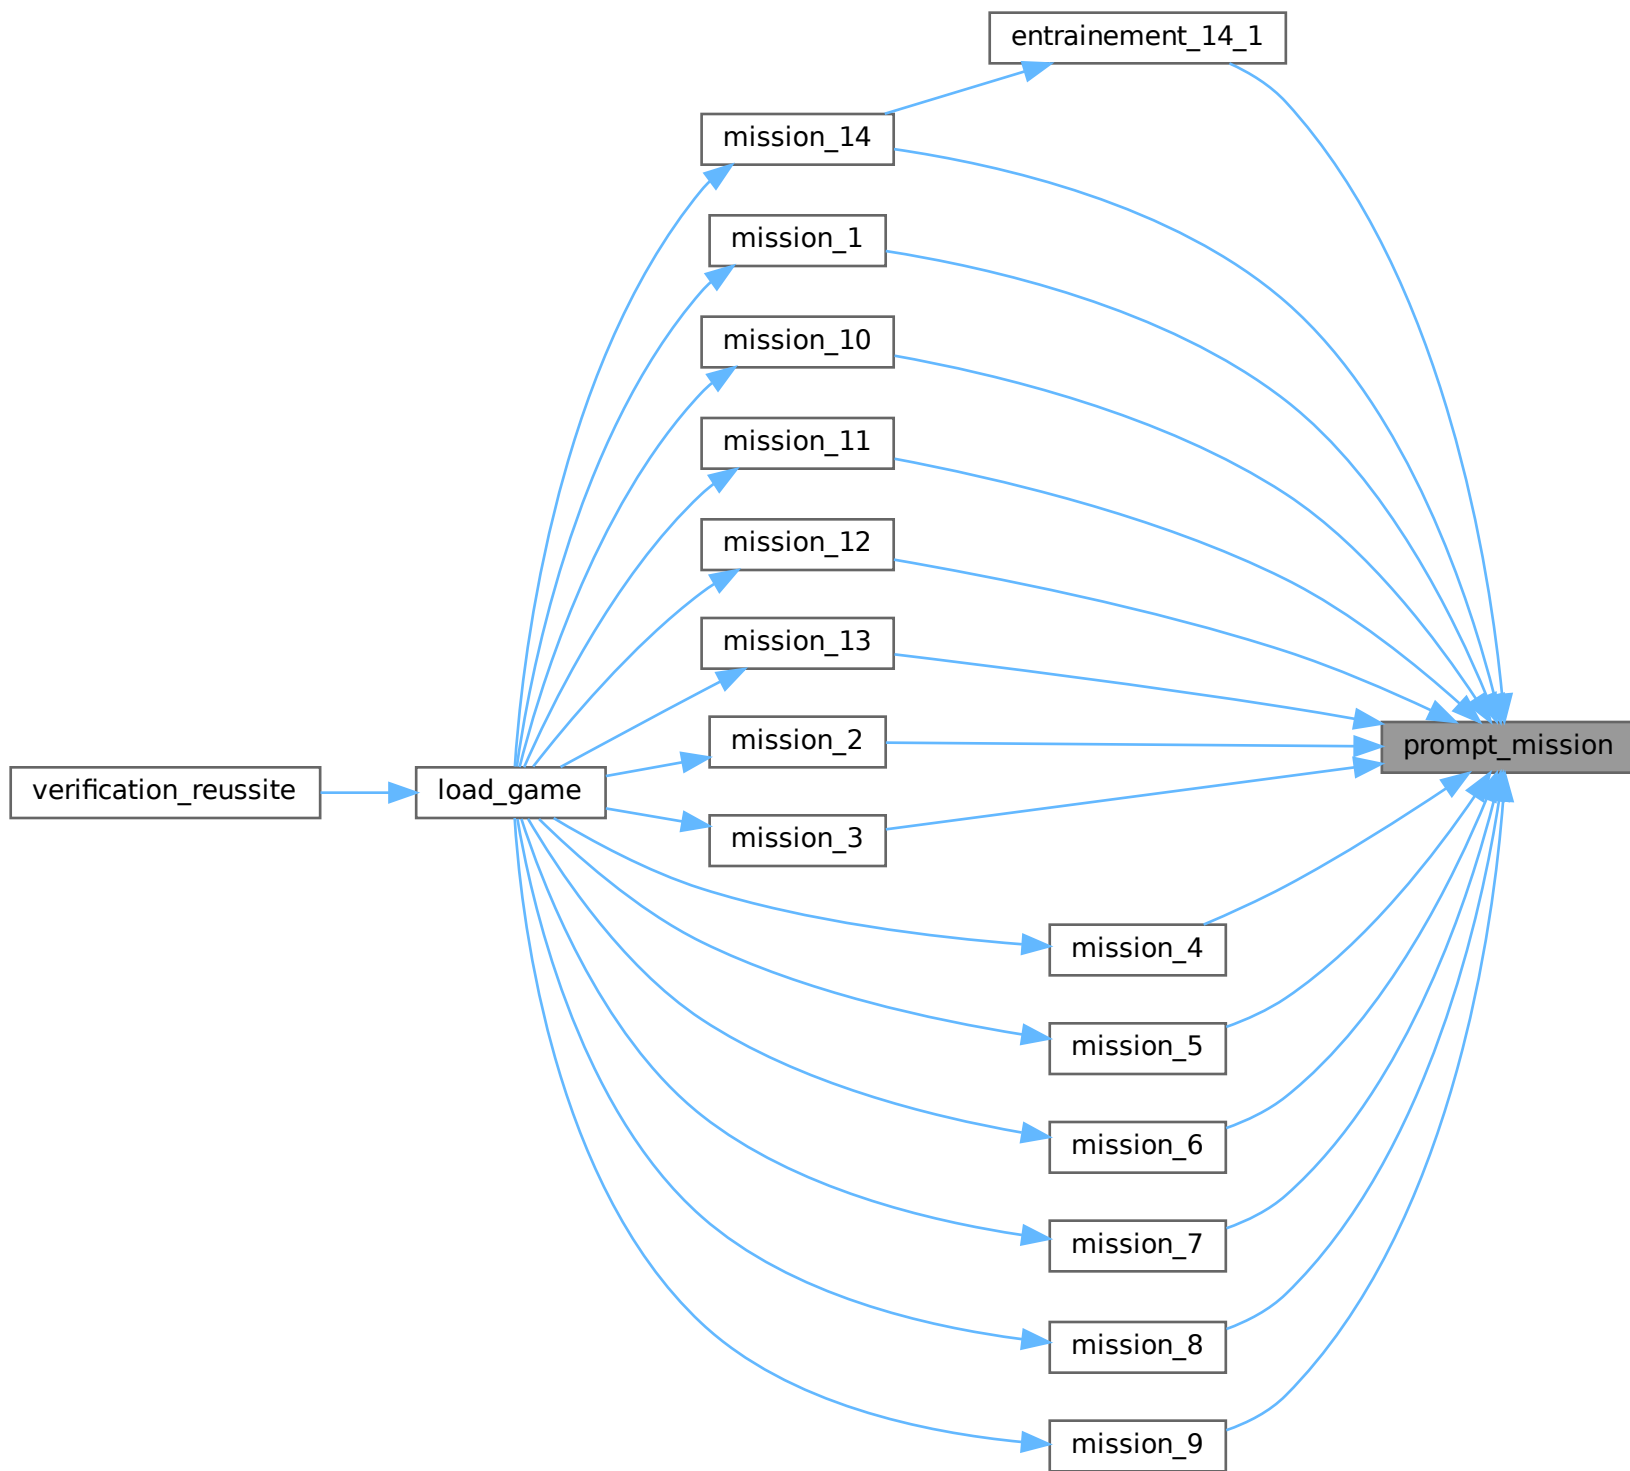 entrainement_14_1
mission_14
mission_1
mission_10
mission_11
mission_12
mission_13
prompt_mission
mission_2
verification_reussite
load_game
mission_3
mission_4
mission_5
mission_6
mission_7
mission_8
mission_9